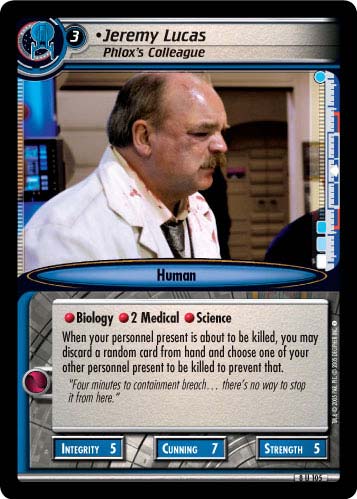 3
•Jeremy Lucas
Phlox's Colleague
Human
Biology 2 Medical Science
When your personnel present is about to be killed, you may
discard a random card from hand and choose one of your
other personnel present to be killed to prevent that.
"Four minutes to containment breach... there's no way to stop
it from here."
INTEGRITY 5 CUNNING 7 STRENGTH 5
8 U 105